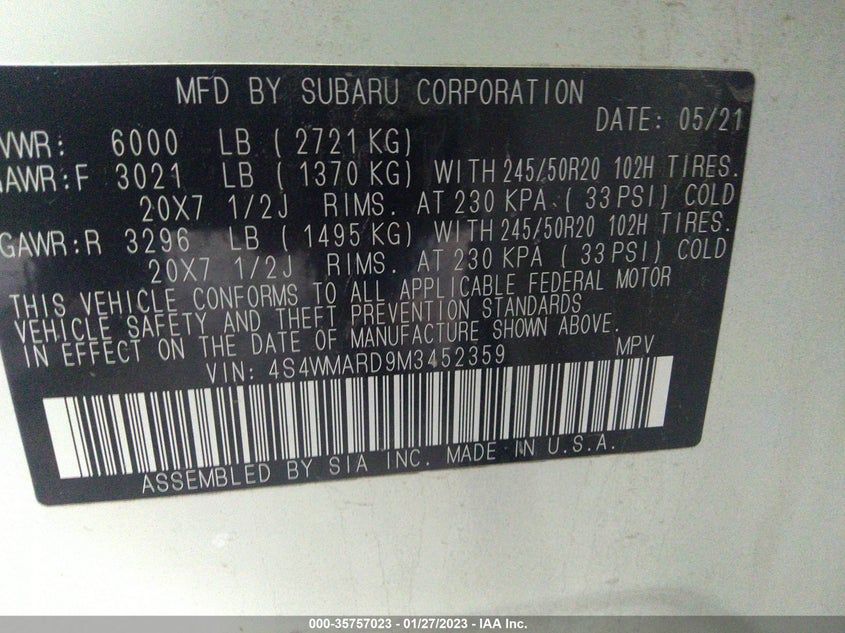 MFD BY SUBARU CORPORATION
DATE: 05/21
VWR: 6000 LB ( 2721 KG)
AWR:F 3021 LB ( 1370 KG) WITH 245/50R20 102H TIRES.
20X7 1/2J RIMS. AT 230 KPA ( 33 PSI) COLD
GAWR:R 3296 LB ( 1495 KG) WITH 245/50R20 102H TIRES.
20X7 1/2J RIMS. AT 230 KPA ( 33 PSI) COLD
THIS VEHICLE CONFORMS TO ALL APPLICABLE FEDERAL MOTOR
VEHICLE SAFETY AND THEFT PREVENTION STANDARDS
IN EFFECT ON THE DATE OF MANUFACTURE SHOWN ABOVE.
VIN: 4S4WMARD9M3452359 MPV
ASSEMBLED BY SIA INC. MADE IN U.S.A.
000-35757023 - 01/27/2023 - IAA Inc.